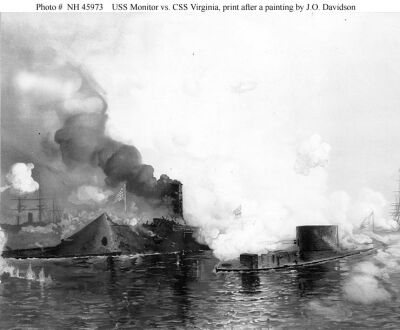 Photo # NH 45973 USS Monitor vs. CSS Virginia, print after a painting by J.O. Davidson